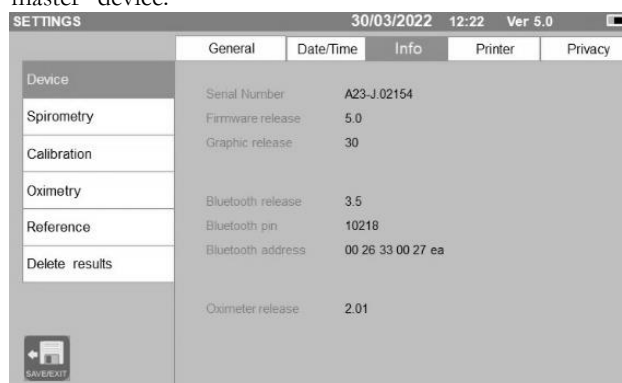 master device.
SETTINGS 30/03/2022 12:22 Ver 5.0
General Date/Time Info Printer Privacy
Device
Spirometry
Calibration
Oximetry
Reference
Delete results
Serial Number A23-J.02154
Firmware release 5.0
Graphic release 30
Bluetooth release 3.5
Bluetooth pin 10218
Bluetooth address 00 26 33 00 27 ea
Oximeter release 2.01
SAVE/EXIT